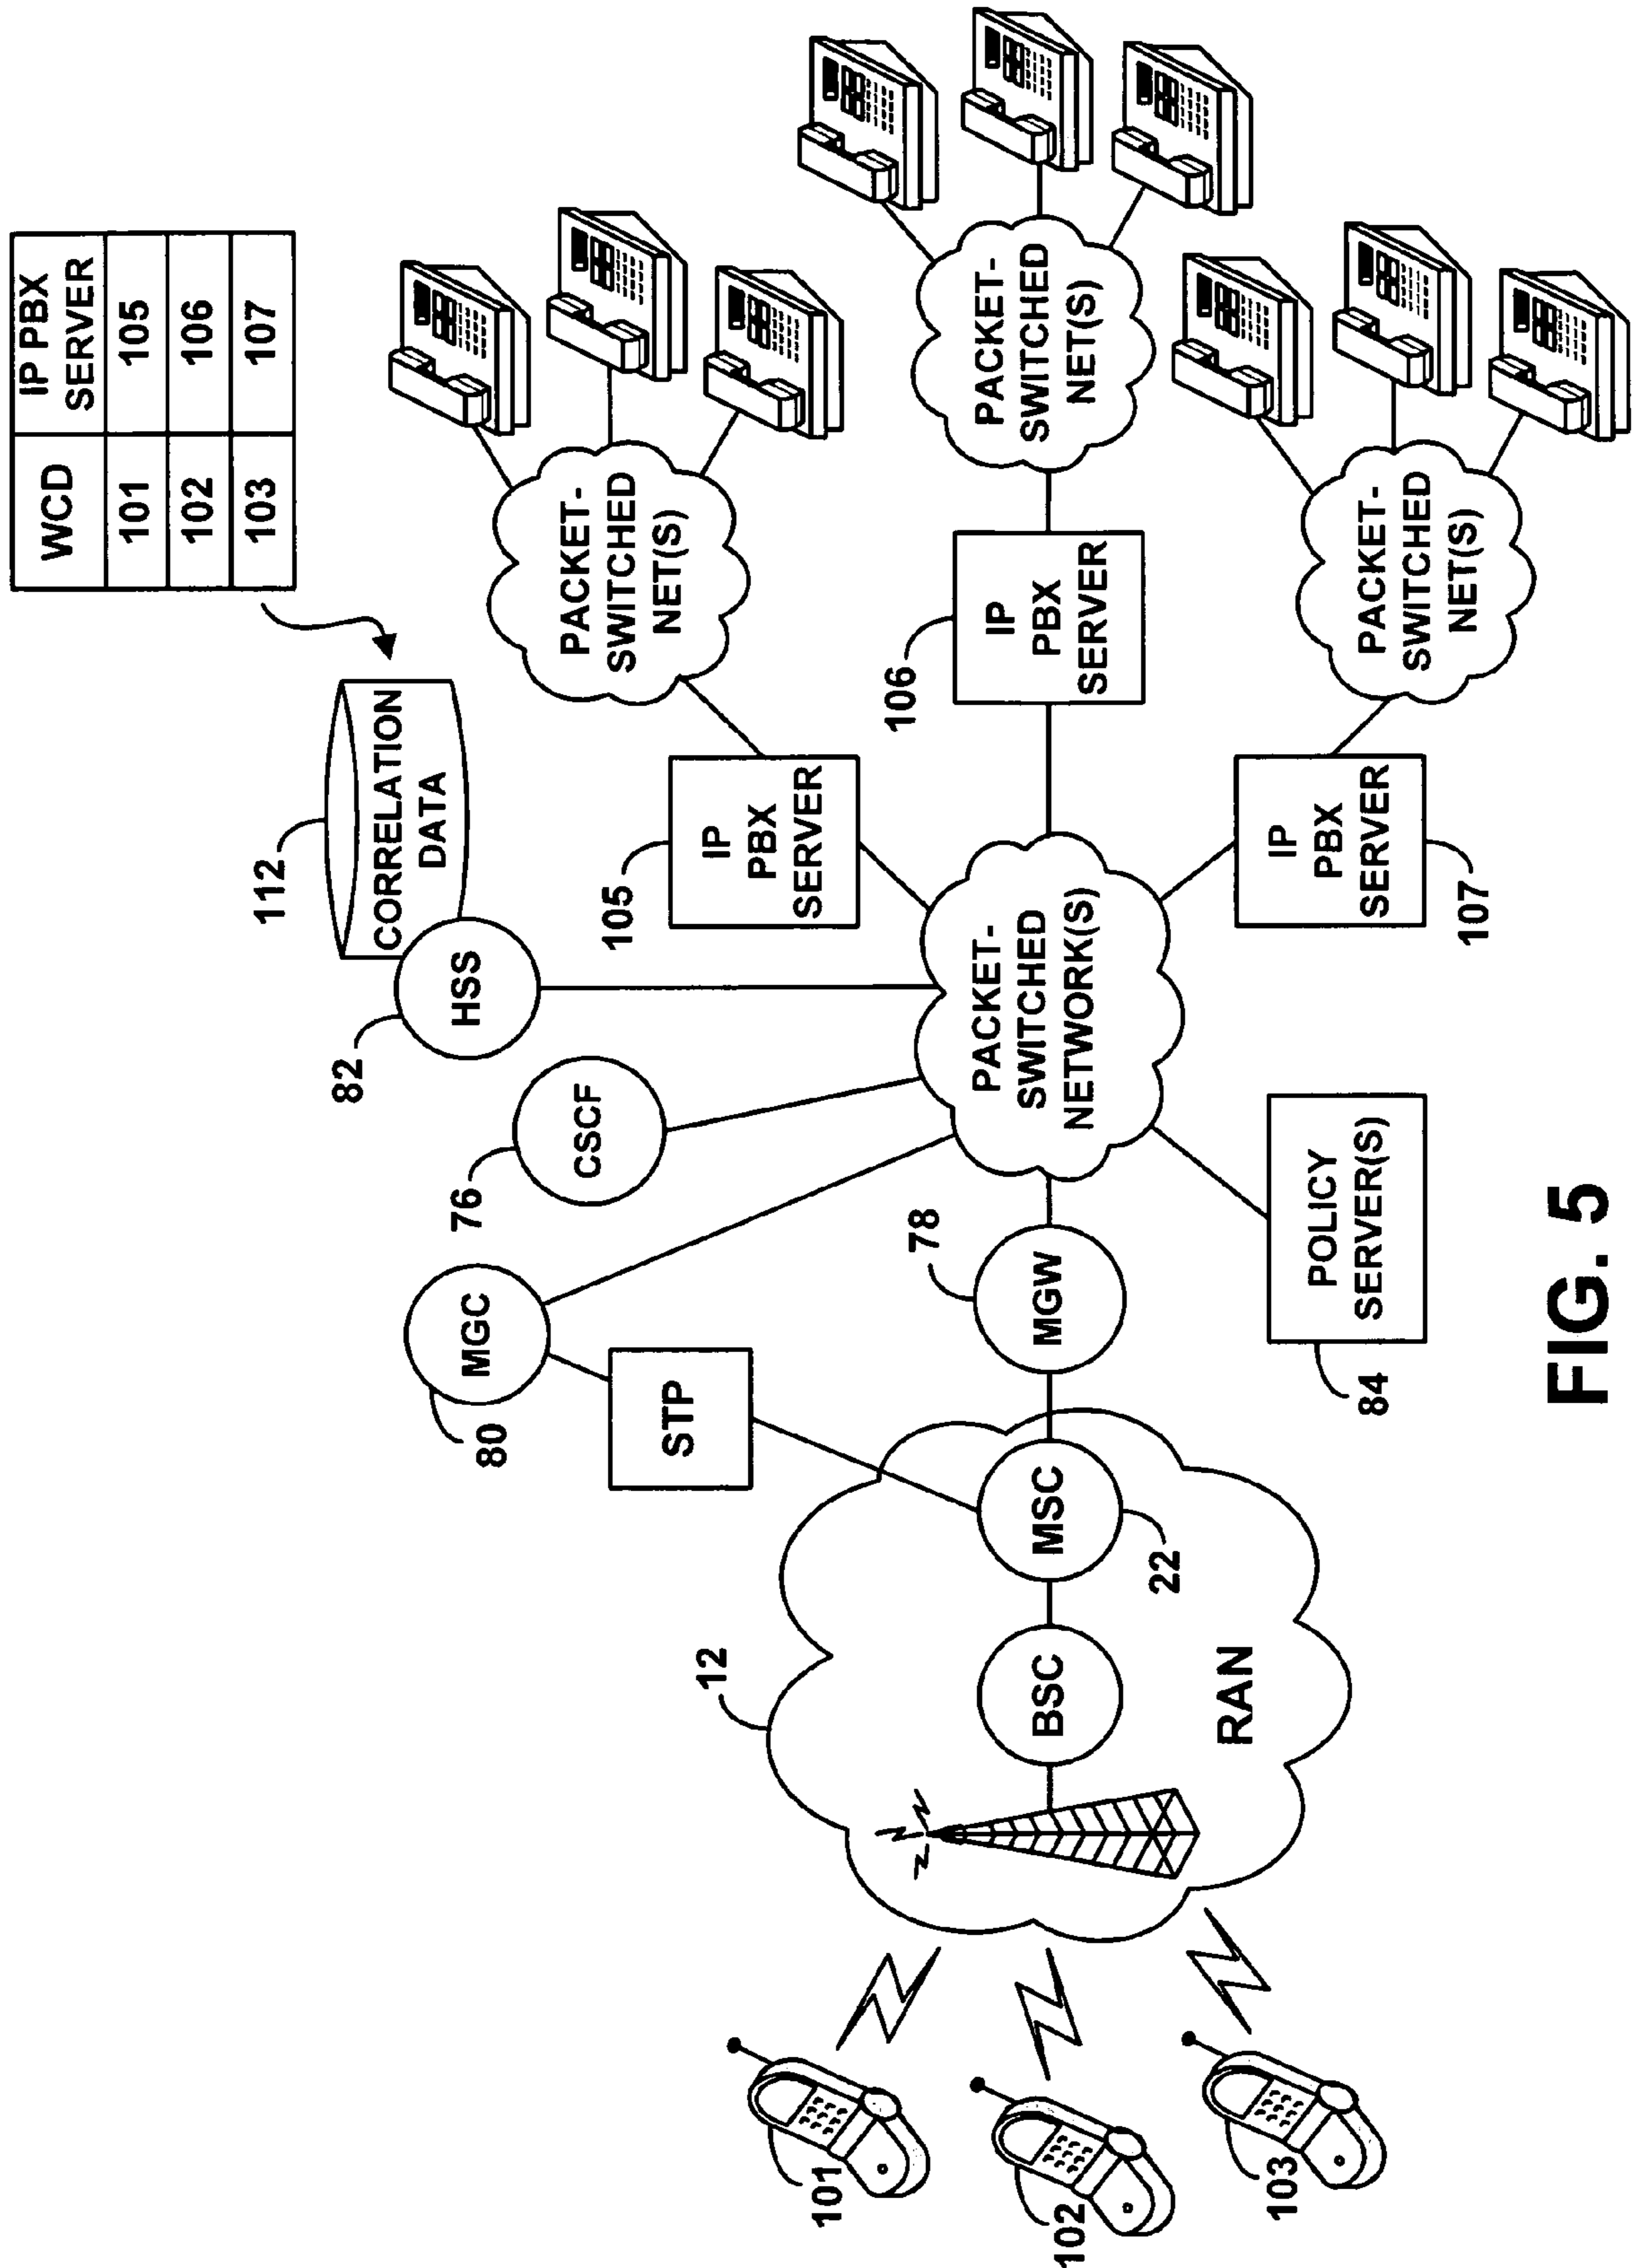 WCD
IP PBX
SERVER
101
105
102
106
103
107
112
CORRELATION
DATA
82
HSS
76
CSCF
80
MGC
STP
105
IP
PBX
SERVER
PACKET-
SWITCHED
NET(S)
106
IP
PBX
SERVER
PACKET-
SWITCHED
NET(S)
107
IP
PBX
SERVER
PACKET-
SWITCHED
NET(S)
PACKET-
SWITCHED
NETWORK(S)
78
MGW
12
BSC
MSC
22
RAN
84
POLICY
SERVER(S)
101
102
103
FIG. 5